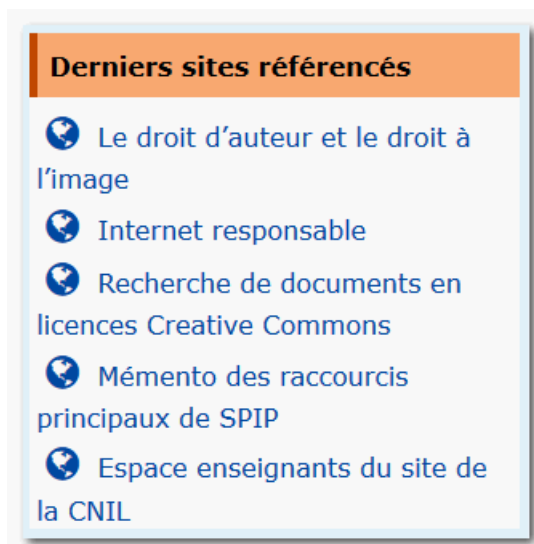 Derniers sites référencés
Le droit d’auteur et le droit à
l’image
Internet responsable
Recherche de documents en
licences Creative Commons
Mémento des raccourcis
principaux de SPIP
Espace enseignants du site de
la CNIL